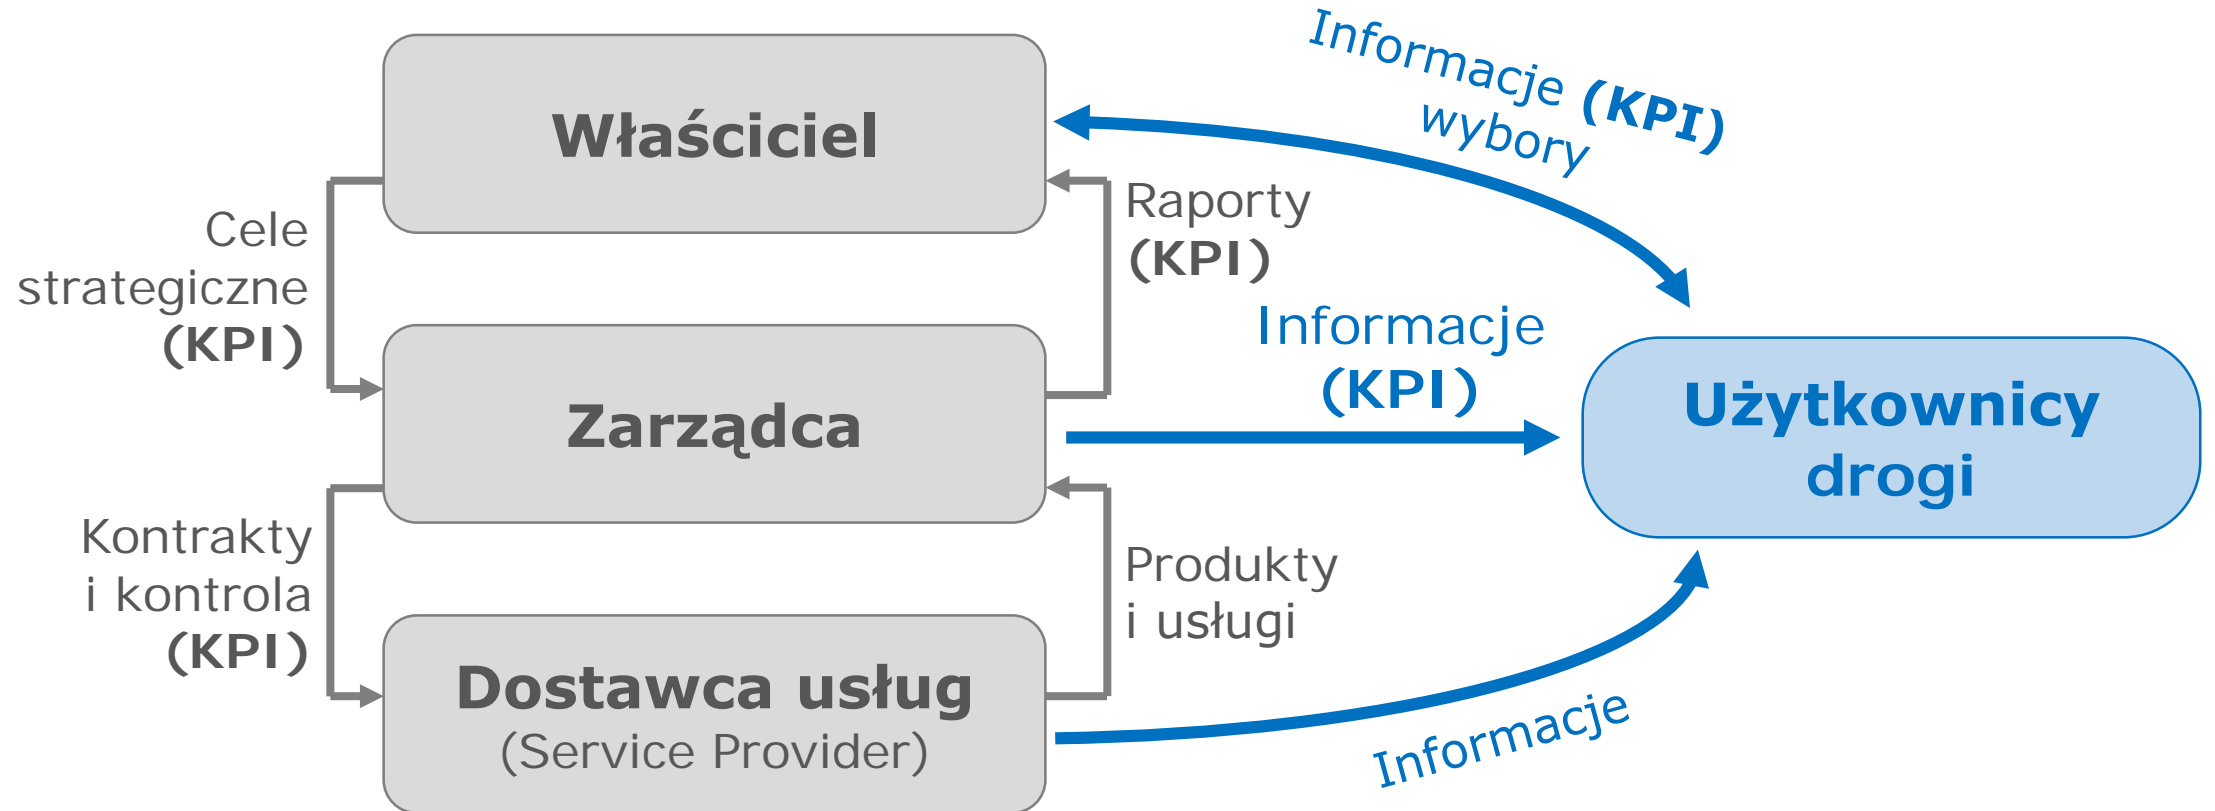 Informacje (KPI)
wybory
Właściciel
Cele
strategiczne
(KPI)
Raporty
(KPI)
Informacje
(KPI)
Zarządca
Użytkownicy
drogi
Kontrakty
i kontrola
(KPI)
Produkty
i usługi
Dostawca usług
(Service Provider)
Informacje